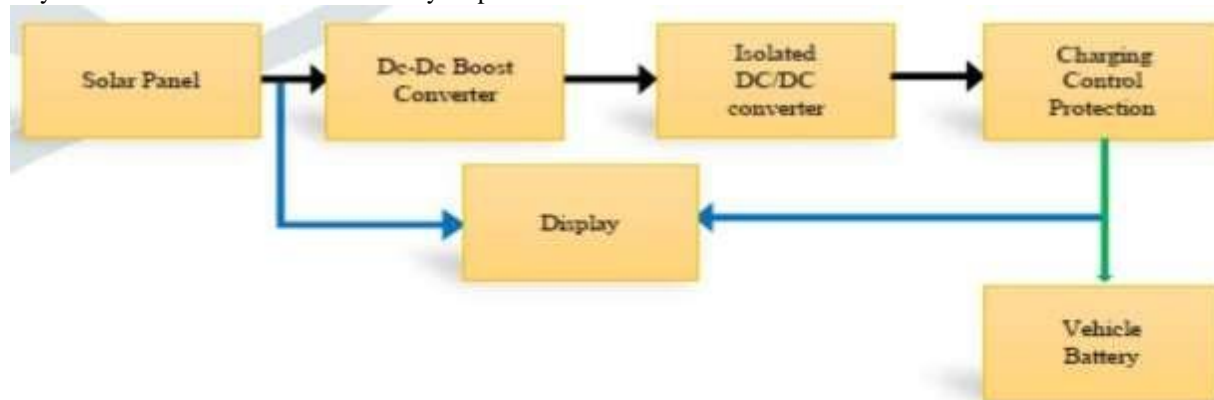 Solar Panel
Dc-Dc Boost
Converter
Isolated
DC/DC
converter
Charging
Control
Protection
Display
Vehicle
Battery